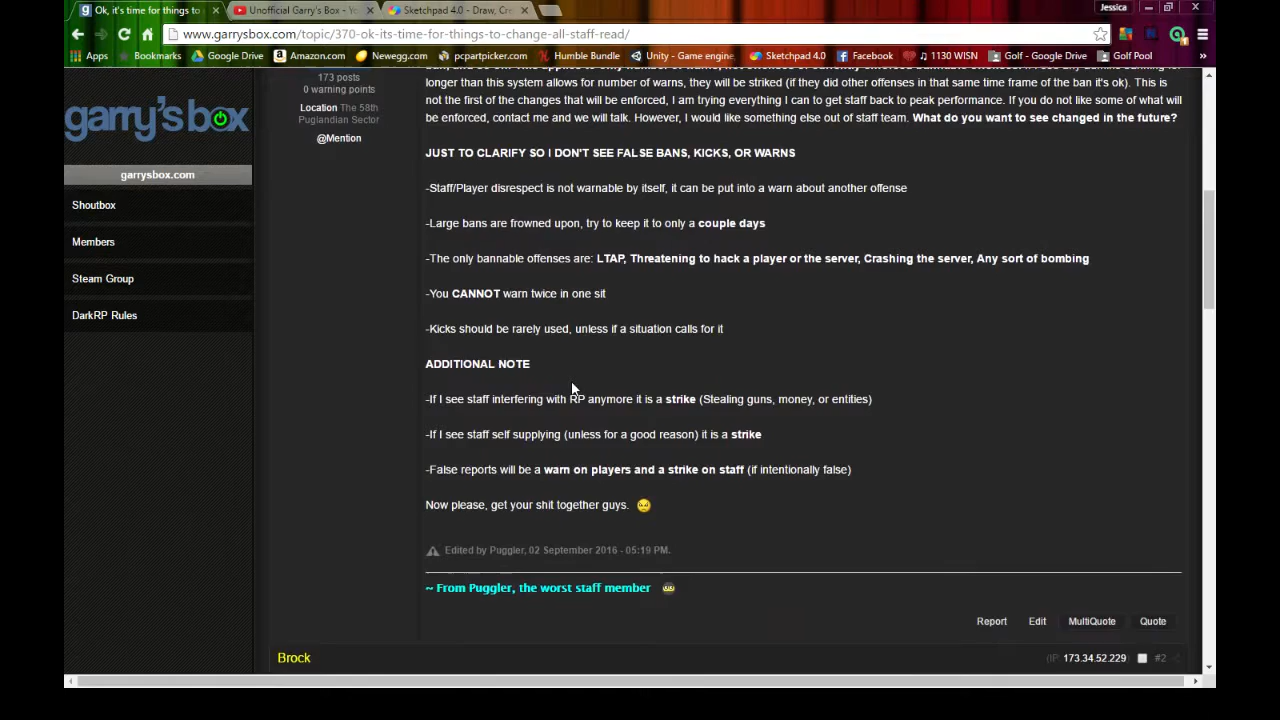 Ok, it's time for things to
Unofficial Garry's Box - Yo
Sketchpad 4.0 - Draw, Cre
Jessica
www.garrysbox.com/topic/370-ok-its-time-for-things-to-change-all-staff-read/
Apps Bookmarks Google Drive Amazon.com Newegg.com pcpartpicker.com Humble Bundle Unity - Game engine Sketchpad 4.0 Facebook ♫ 1130 WISN Golf - Google Drive Golf Pool »
garry's box
garrysbox.com
Shoutbox
Members
Steam Group
DarkRP Rules
173 posts
0 warning points
Location The 58th
Puglandian Sector
@Mention
longer than this system allows for number of warns, they will be striked (if they did other offenses in that same time frame of the ban it's ok). This is
not the first of the changes that will be enforced, I am trying everything I can to get staff back to peak performance. If you do not like some of what will
be enforced, contact me and we will talk. However, I would like something else out of staff team. What do you want to see changed in the future?
JUST TO CLARIFY SO I DON'T SEE FALSE BANS, KICKS, OR WARNS
-Staff/Player disrespect is not warnable by itself, it can be put into a warn about another offense
-Large bans are frowned upon, try to keep it to only a couple days
-The only bannable offenses are: LTAP, Threatening to hack a player or the server, Crashing the server, Any sort of bombing
-You CANNOT warn twice in one sit
-Kicks should be rarely used, unless if a situation calls for it
ADDITIONAL NOTE
-If I see staff interfering with RP anymore it is a strike (Stealing guns, money, or entities)
-If I see staff self supplying (unless for a good reason) it is a strike
-False reports will be a warn on players and a strike on staff (if intentionally false)
Now please, get your shit together guys.
Edited by Puggler, 02 September 2016 - 05:19 PM.
~ From Puggler, the worst staff member
Report Edit MultiQuote Quote
Brock
(IP: 173.34.52.229) #2